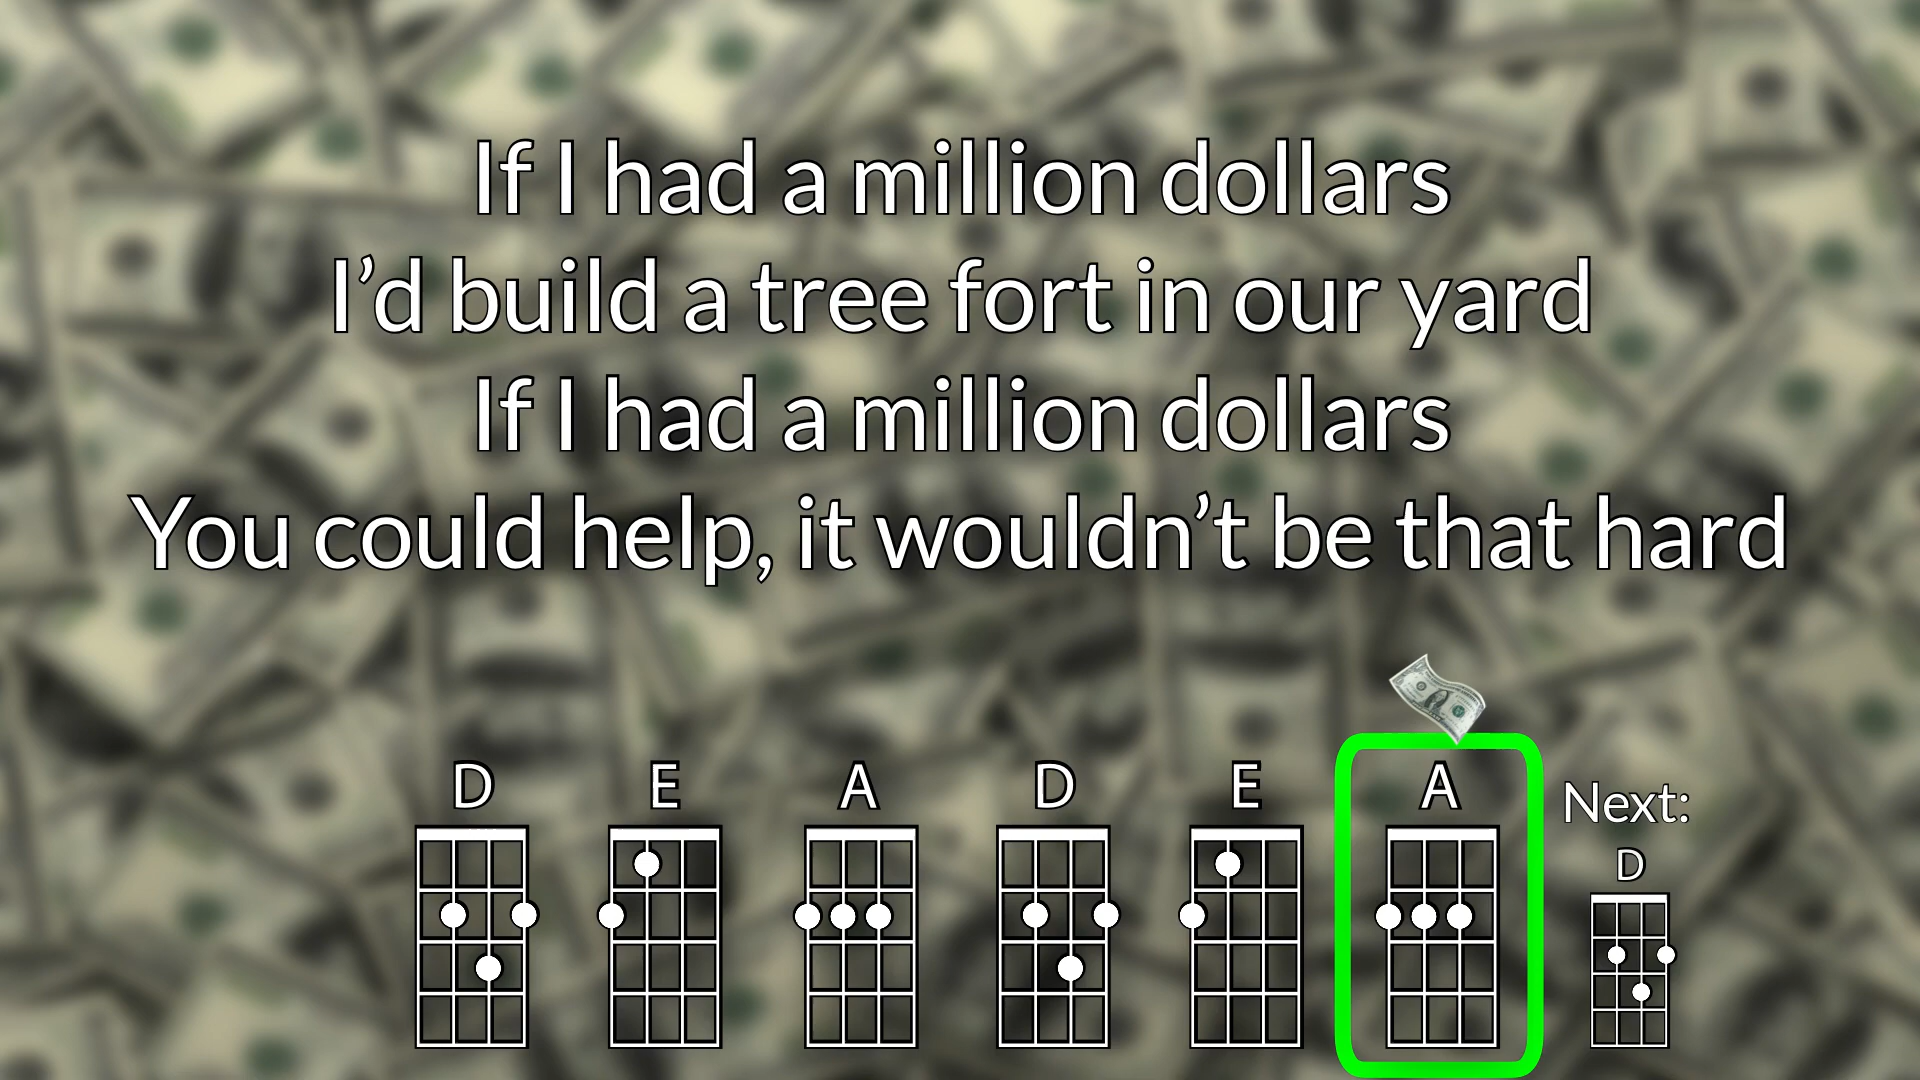 If I had a million dollars
I’d build a tree fort in our yard
If I had a million dollars
You could help, it wouldn’t be that hard
D E A D E A
Next:
D